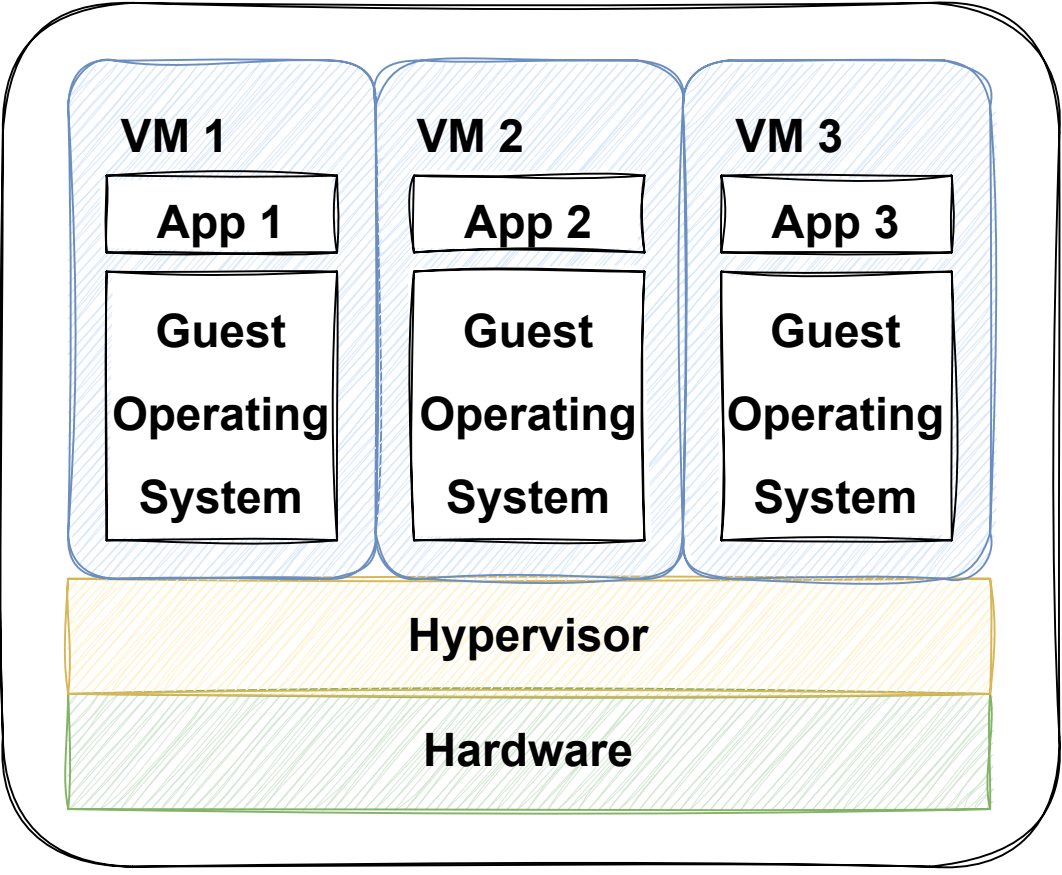 VM 1
App 1
Guest
Operating
System
VM 2
App 2
Guest
Operating
System
VM 3
App 3
Guest
Operating
System
Hypervisor
Hardware